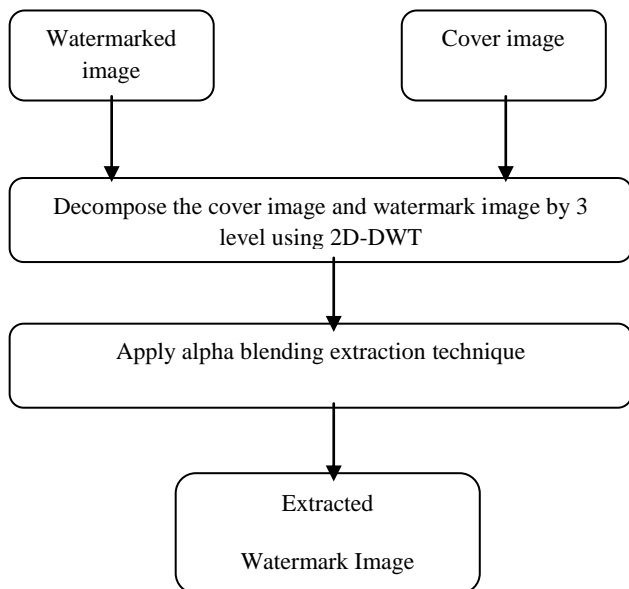 Watermarked
image
Cover image
Decompose the cover image and watermark image by 3
level using 2D-DWT
Apply alpha blending extraction technique
Extracted
Watermark Image